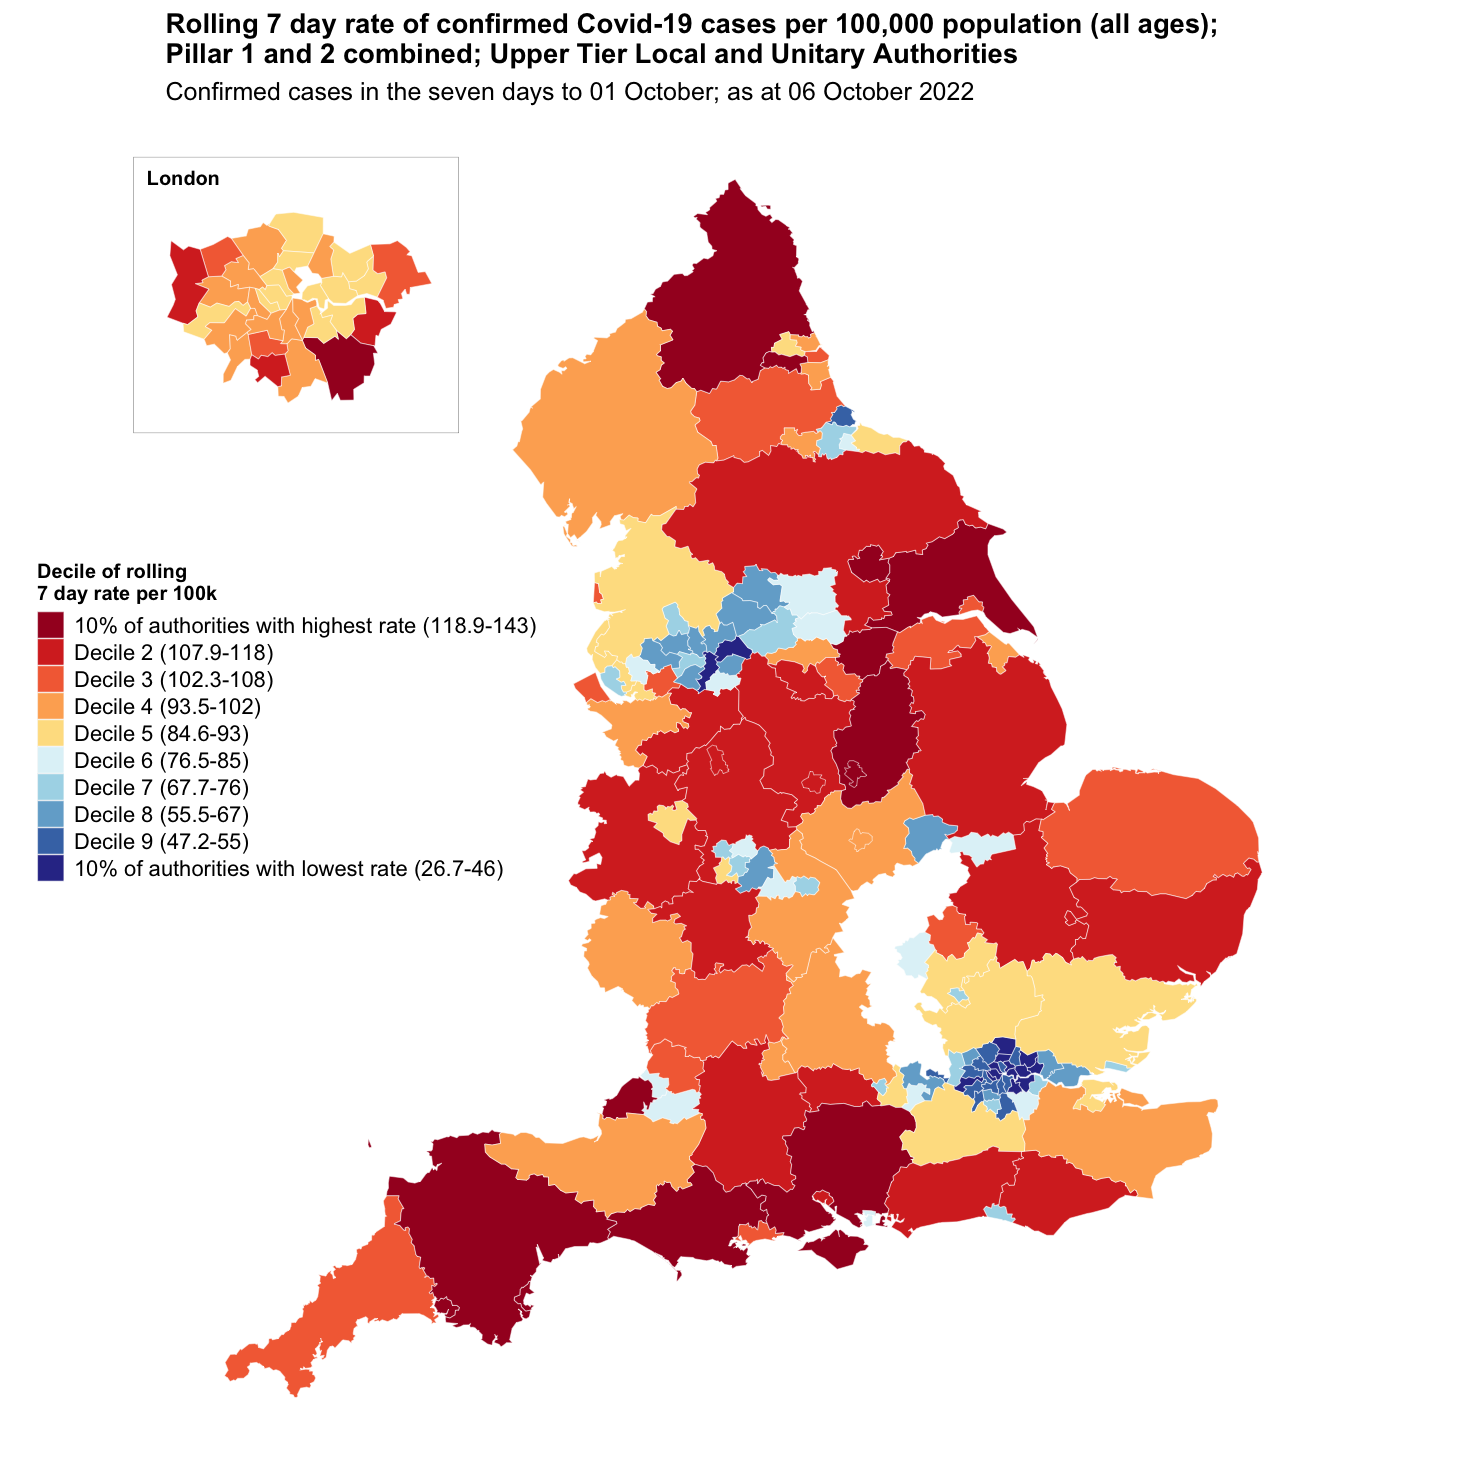 Rolling 7 day rate of confirmed Covid-19 cases per 100,000 population (all ages);
Pillar 1 and 2 combined; Upper Tier Local and Unitary Authorities
Confirmed cases in the seven days to 01 October; as at 06 October 2022
London
Decile of rolling
7 day rate per 100k
10% of authorities with highest rate (118.9-143)
Decile 2 (107.9-118)
Decile 3 (102.3-108)
Decile 4 (93.5-102)
Decile 5 (84.6-93)
Decile 6 (76.5-85)
Decile 7 (67.7-76)
Decile 8 (55.5-67)
Decile 9 (47.2-55)
10% of authorities with lowest rate (26.7-46)